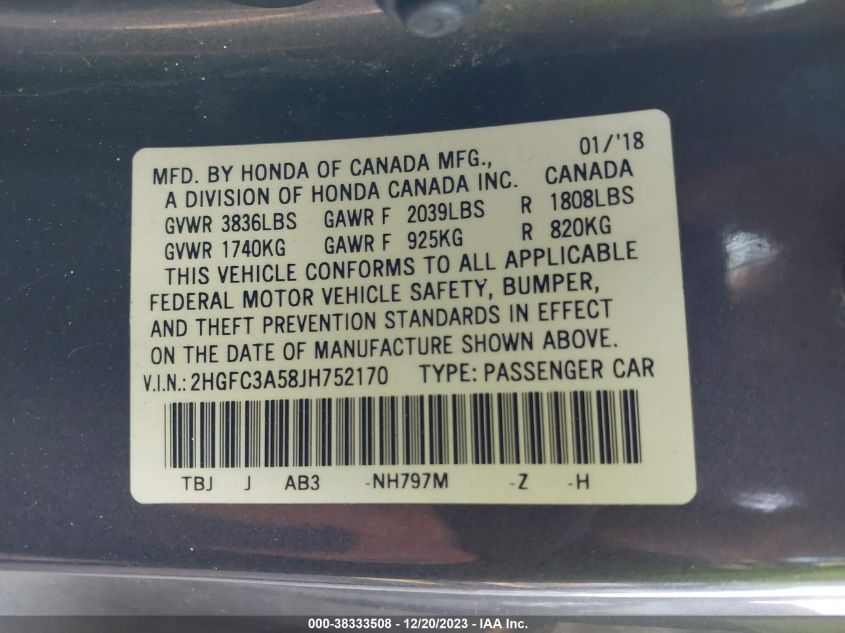 01/'18
MFD. BY HONDA OF CANADA MFG.,
A DIVISION OF HONDA CANADA INC. CANADA
GVWR 3836LBS GAWR F 2039LBS R 1808LBS
GVWR 1740KG GAWR F 925KG R 820KG
THIS VEHICLE CONFORMS TO ALL APPLICABLE
FEDERAL MOTOR VEHICLE SAFETY, BUMPER,
AND THEFT PREVENTION STANDARDS IN EFFECT
ON THE DATE OF MANUFACTURE SHOWN ABOVE.
V.I.N.: 2HGFC3A58JH752170 TYPE: PASSENGER CAR
TBJ J AB3 -NH797M -Z -H
000-38333508 - 12/20/2023 - IAA Inc.